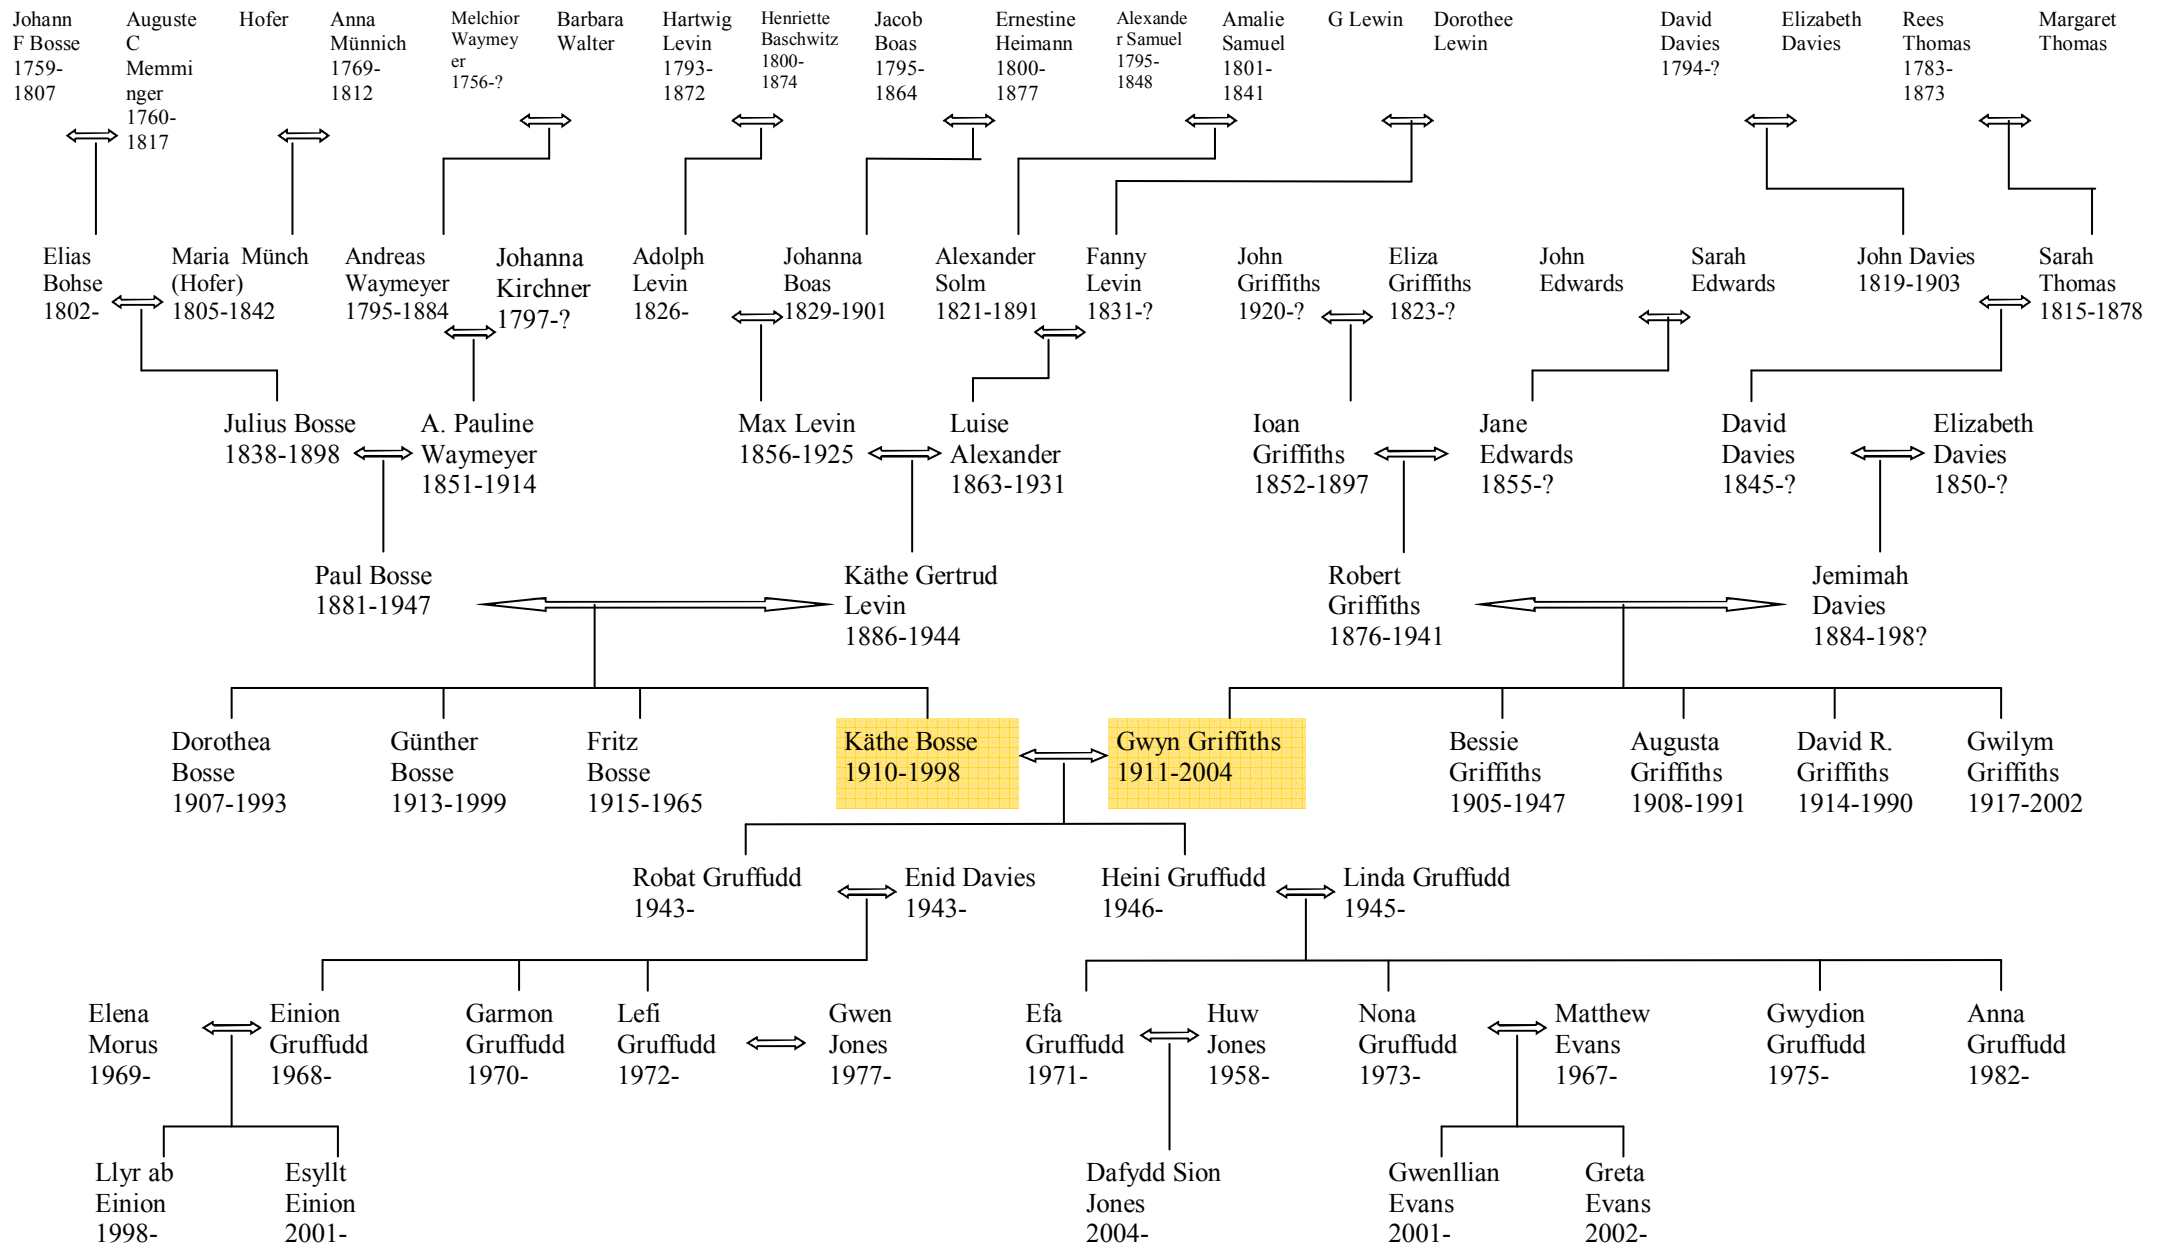 Johann
F Bosse
1759-
1807
Auguste
C
Memmi
nger
1760-
1817
Hofer
Anna
Münnich
1769-
1812
Melchior
Waymey
er
1756-?
Barbara
Walter
Hartwig
Levin
1793-
1872
Henriette
Baschwitz
1800-
1874
Jacob
Boas
1795-
1864
Ernestine
Heimann
1800-
1877
Alexande
r Samuel
1795-
1848
Amalie
Samuel
1801-
1841
G Lewin
Dorothee
Lewin
David
Davies
1794-?
Elizabeth
Davies
Rees
Thomas
1783-
1873
Margaret
Thomas
Elias
Bohse
1802-
Maria Münch
(Hofer)
1805-1842
Andreas
Waymeyer
1795-1884
Johanna
Kirchner
1797-?
Adolph
Levin
1826-
Johanna
Boas
1829-1901
Alexander
Solm
1821-1891
Fanny
Levin
1831-?
John
Griffiths
1920-?
Eliza
Griffiths
1823-?
John
Edwards
Sarah
Edwards
John Davies
1819-1903
Sarah
Thomas
1815-1878
Julius Bosse
1838-1898
A. Pauline
Waymeyer
1851-1914
Max Levin
1856-1925
Luise
Alexander
1863-1931
Ioan
Griffiths
1852-1897
Jane
Edwards
1855-?
David
Davies
1845-?
Elizabeth
Davies
1850-?
Paul Bosse
1881-1947
Käthe Gertrud
Levin
1886-1944
Robert
Griffiths
1876-1941
Jemimah
Davies
1884-198?
Dorothea
Bosse
1907-1993
Günther
Bosse
1913-1999
Fritz
Bosse
1915-1965
Käthe Bosse
1910-1998
Gwyn Griffiths
1911-2004
Bessie
Griffiths
1905-1947
Augusta
Griffiths
1908-1991
David R.
Griffiths
1914-1990
Gwilym
Griffiths
1917-2002
Robat Gruffudd
1943-
Enid Davies
1943-
Heini Gruffudd
1946-
Linda Gruffudd
1945-
Elena
Morus
1969-
Einion
Gruffudd
1968-
Garmon
Gruffudd
1970-
Lefi
Gruffudd
1972-
Gwen
Jones
1977-
Efa
Gruffudd
1971-
Huw
Jones
1958-
Nona
Gruffudd
1973-
Matthew
Evans
1967-
Gwydion
Gruffudd
1975-
Anna
Gruffudd
1982-
Llyr ab
Einion
1998-
Esyllt
Einion
2001-
Dafydd Sion
Jones
2004-
Gwenllian
Evans
2001-
Greta
Evans
2002-